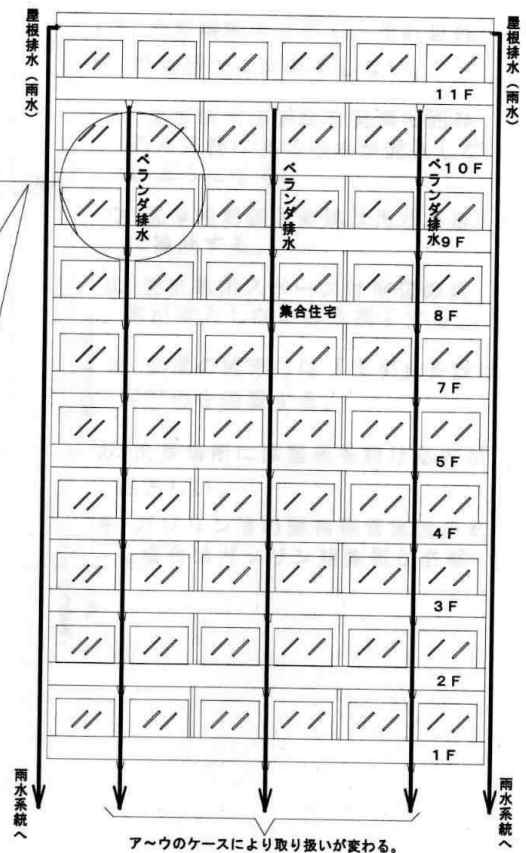 屋根排水（雨水）
屋根排水（雨水）
11F
10F
ベランダ排水
ベランダ排水
ベランダ排水
9F
集合住宅
8F
7F
5F
4F
3F
2F
1F
雨水系統へ
雨水系統へ
ア～ウのケースにより取り扱いが変わる。